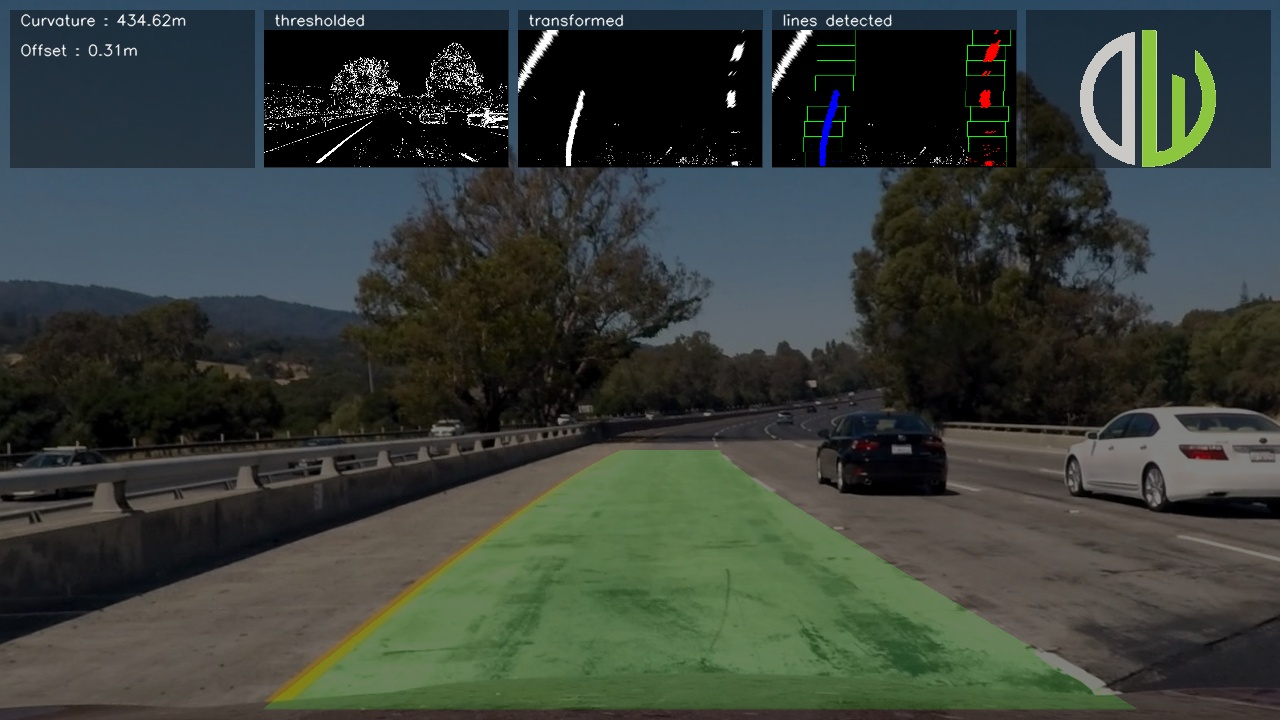 Curvature : 434.62m
Offset : 0.31m
thresholded
transformed
lines detected